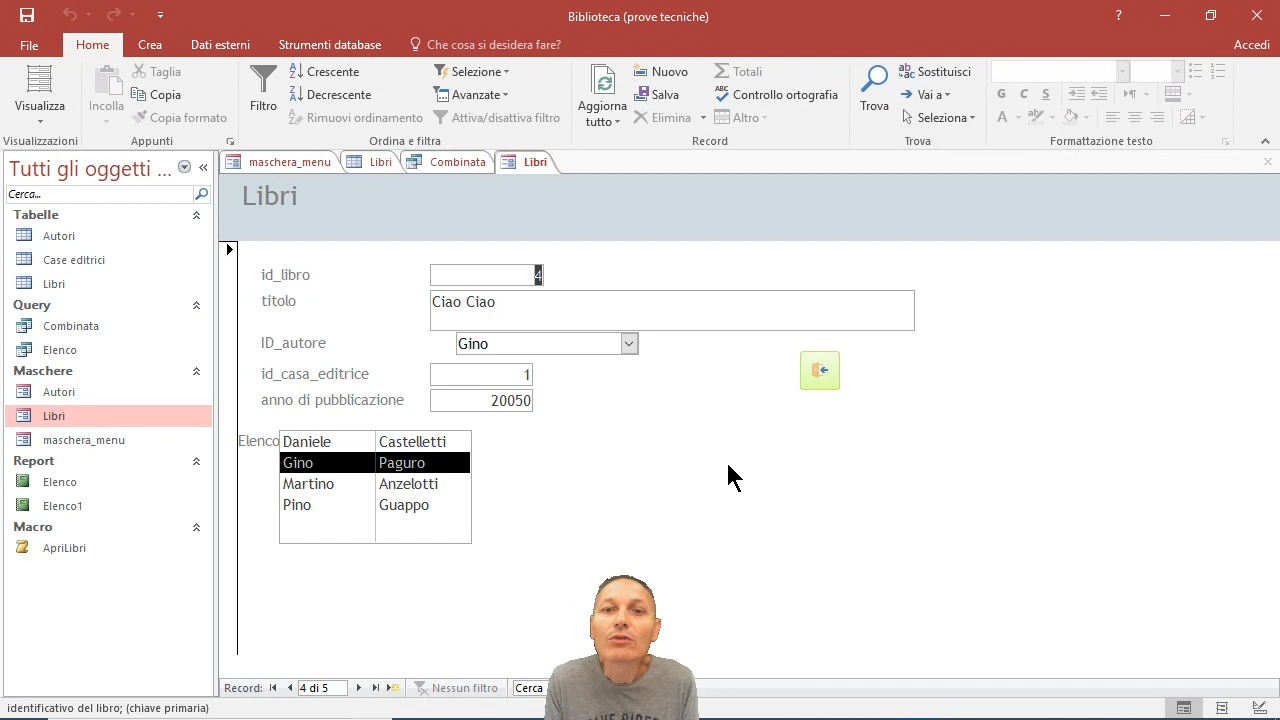 Biblioteca (prove tecniche)
?
File Home Crea Dati esterni Strumenti database Che cosa si desidera fare? Accedi
Visualizza
Visualizzazioni
Incolla
Taglia
Copia
Copia formato
Appunti
Filtro
Crescente
Decrescente
Rimuovi ordinamento
Selezione
Avanzate
Attiva/disattiva filtro
Ordina e filtra
Aggiorna
tutto
Nuovo
Salva
Elimina
Totali
Controllo ortografia
Altro
Record
Trova
Sostituisci
Vai a
Seleziona
Trova
G C S
A
Formattazione testo
Tutti gli oggetti ...
Cerca...
Tabelle
Autori
Case editrici
Libri
Query
Combinata
Elenco
Maschere
Autori
Libri
maschera_menu
Report
Elenco
Elenco1
Macro
ApriLibri
maschera_menu Libri Combinata Libri
Libri
id_libro 4
titolo Ciao Ciao
ID_autore Gino
id_casa_editrice 1
anno di pubblicazione 20050
Elenco Daniele Castelletti
Gino Paguro
Martino Anzelotti
Pino Guappo
Record: 4 di 5 Nessun filtro Cerca
identificativo del libro; (chiave primaria)